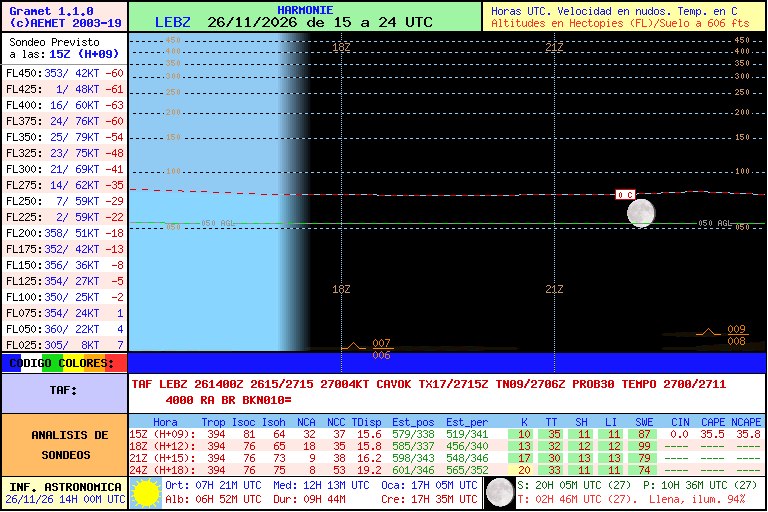 Gramet 1.1.0
(c)AEMET 2003-19
LEBZ
HARMONIE
26/11/2026 de 15 a 24 UTC
Horas UTC. Velocidad en nudos. Temp. en C
Altitudes en Hectopies (FL)/Suelo a 606 fts
Sondeo Previsto
a las: 15Z (H+09)
FL450: 353/ 42KT -60
FL425: 1/ 48KT -61
FL400: 16/ 60KT -63
FL375: 24/ 76KT -60
FL350: 25/ 79KT -54
FL325: 23/ 75KT -48
FL300: 21/ 69KT -41
FL275: 14/ 62KT -35
FL250: 7/ 59KT -29
FL225: 2/ 59KT -22
FL200: 358/ 51KT -18
FL175: 352/ 42KT -13
FL150: 356/ 36KT -8
FL125: 354/ 27KT -5
FL100: 350/ 25KT -2
FL075: 354/ 24KT 1
FL050: 360/ 22KT 4
FL025: 305/ 8KT 7
450 18Z 21Z 450
400 400
350 350
300 300
250 250
200 200
150 150
100 100
0 C
050 050 AGL 050 AGL 050
18Z 21Z
007
006
009
008
CODIGO COLORES:
TAF:
TAF LEBZ 261400Z 2615/2715 27004KT CAVOK TX17/2715Z TN09/2706Z PROB30 TEMPO 2700/2711
4000 RA BR BKN010=
ANALISIS DE
SONDEOS
Hora Trop Isoc Isoh NCA NCC TDisp Est_pos Est_per K TT SH LI SWE CIN CAPE NCAPE
15Z (H+09): 394 81 64 32 37 15.6 579/338 519/341 10 35 11 11 87 0.0 35.5 35.8
18Z (H+12): 394 76 65 18 35 15.8 585/337 546/340 13 32 12 12 99 ---- ---- ----
21Z (H+15): 394 76 73 9 38 16.2 598/343 548/346 17 30 11 13 79 ---- ---- ----
24Z (H+18): 394 76 75 8 53 19.2 601/346 565/352 20 33 11 11 74 ---- ---- ----
INF. ASTRONOMICA
26/11/26 14H 00M UTC
Ort: 07H 21M UTC Med: 12H 13M UTC Oca: 17H 05M UTC
Alb: 06H 52M UTC Dur: 09H 44M Cre: 17H 35M UTC
S: 20H 05M UTC (27) P: 10H 36M UTC (27)
T: 02H 46M UTC (27). Llena, ilum. 94%